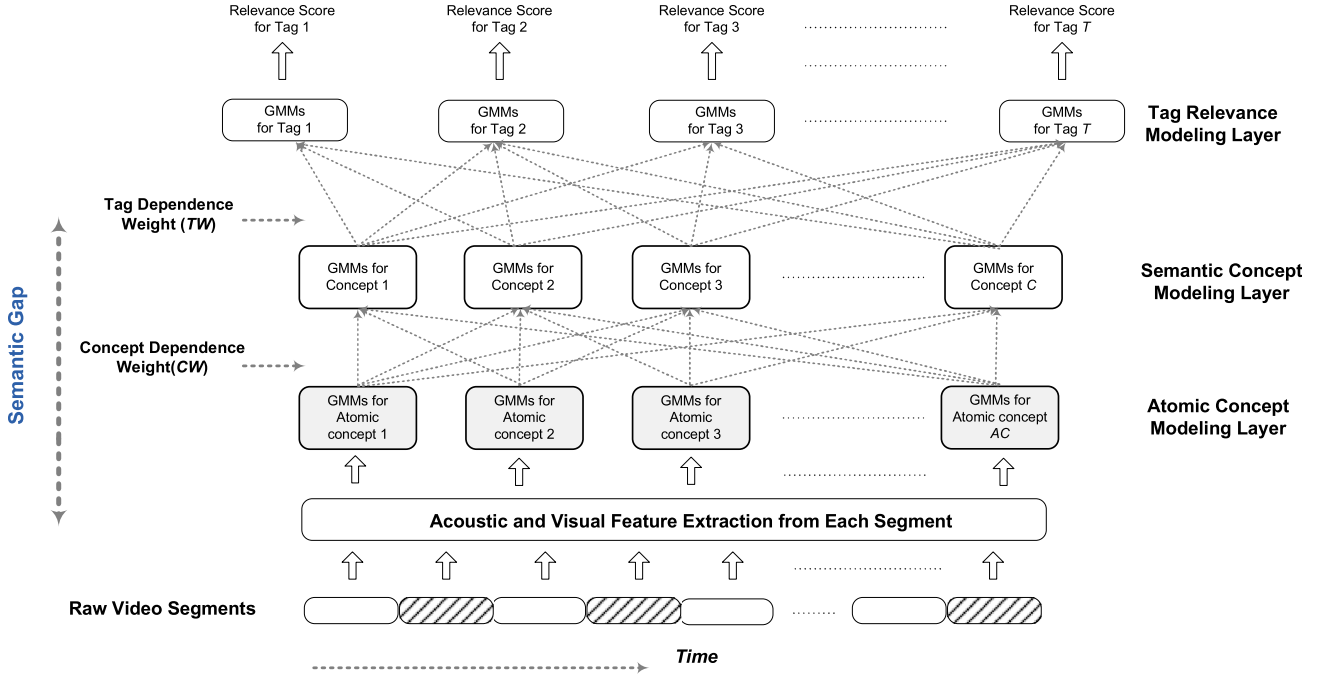 Relevance Score
for Tag 1
Relevance Score
for Tag 2
Relevance Score
for Tag 3
Relevance Score
for Tag T
GMMs
for Tag 1
GMMs
for Tag 2
GMMs
for Tag 3
GMMs
for Tag T
Tag Relevance
Modeling Layer
Tag Dependence
Weight (TW)
Semantic Gap
GMMs for
Concept 1
GMMs for
Concept 2
GMMs for
Concept 3
GMMs for
Concept C
Semantic Concept
Modeling Layer
Concept Dependence
Weight(CW)
GMMs for
Atomic
concept 1
GMMs for
Atomic
concept 2
GMMs for
Atomic
concept 3
GMMs for
Atomic concept
AC
Atomic Concept
Modeling Layer
Acoustic and Visual Feature Extraction from Each Segment
Raw Video Segments
Time